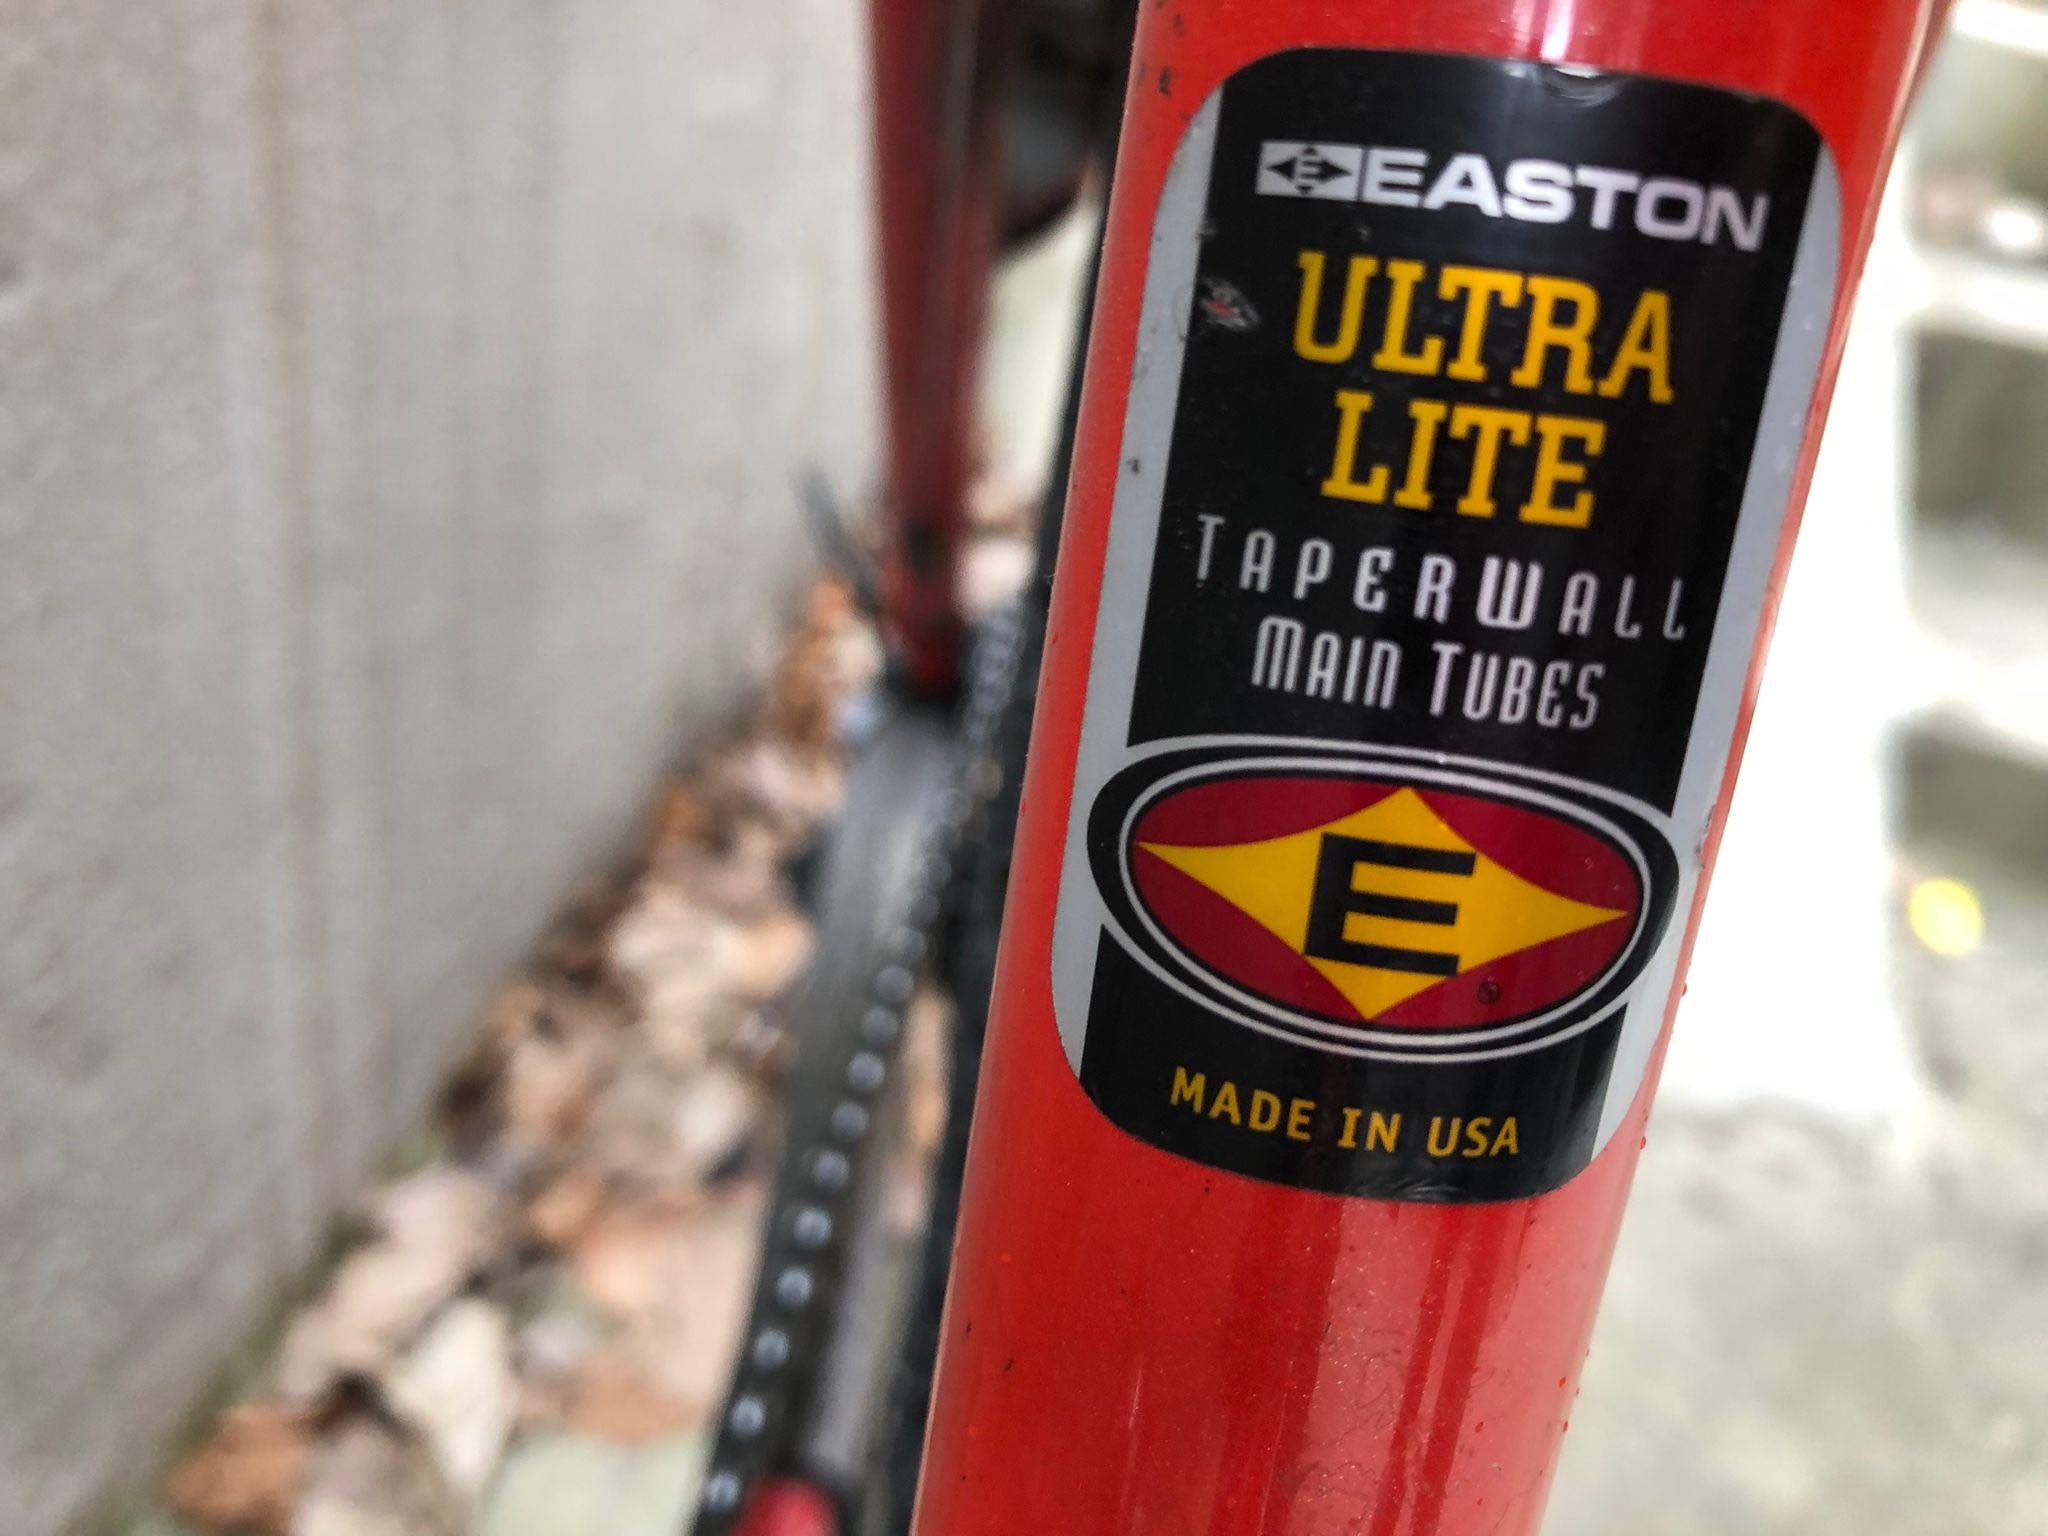 E EASTON
ULTRA
LITE
TAPERWALL
MAIN TUBES
E ®
MADE IN USA